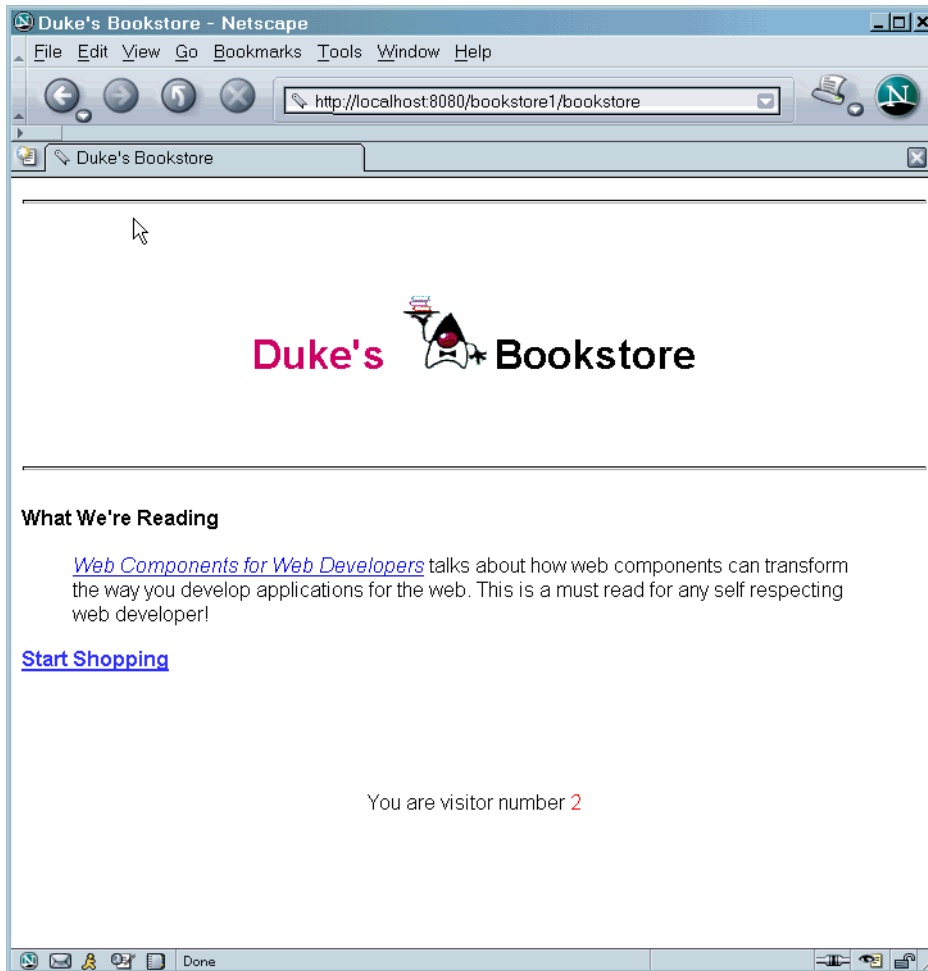 Duke's Bookstore - Netscape
File Edit View Go Bookmarks Tools Window Help
http://localhost:8080/bookstore1/bookstore
N
Duke's Bookstore
Duke's Bookstore
What We're Reading
Web Components for Web Developers talks about how web components can transform
the way you develop applications for the web. This is a must read for any self respecting
web developer!
Start Shopping
You are visitor number 2
Done